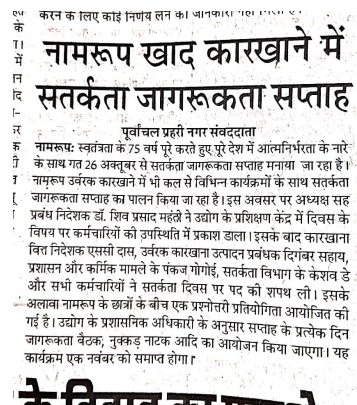 करने के लिए कोई निर्णय लेने की जानकारी नहीं मिली
नामरूप खाद कारखाने में
सतर्कता जागरूकता सप्ताह
पूर्वांचल प्रहरी नगर संवददाता
नामरूप: स्वतंत्रता के 75 वर्ष पूरे करते हुए पूरे देश में आत्मनिर्भरता के नारे
के साथ गत 26 अक्तूबर से सतर्कता जागरूकता सप्ताह मनाया जा रहा है।
नामरूप उर्वरक कारखाने में भी कल से विभिन्न कार्यक्रमों के साथ सतर्कता
जागरूकता सप्ताह का पालन किया जा रहा है। इस अवसर पर अध्यक्ष सह
प्रबंध निदेशक डॉ. शिव प्रसाद महंती ने उद्योग के प्रशिक्षण केंद्र में दिवस के
विषय पर कर्मचारियों की उपस्थिति में प्रकाश डाला। इसके बाद कारखाना
वित्त निदेशक एससी दास, उर्वरक कारखाना उत्पादन प्रबंधक दिगंबर सहाय,
प्रशासन और कर्मिक मामले के पंकज गोगोई, सतर्कता विभाग के केशव डे
और सभी कर्मचारियों ने सतर्कता दिवस पर पद की शपथ ली। इसके
अलावा नामरूप के छात्रों के बीच एक प्रश्नोत्तरी प्रतियोगिता आयोजित की
गई है। उद्योग के प्रशासनिक अधिकारी के अनुसार सप्ताह के प्रत्येक दिन
जागरूकता बैठक, नुक्कड़ नाटक आदि का आयोजन किया जाएगा। यह
कार्यक्रम एक नवंबर को समाप्त होगा।